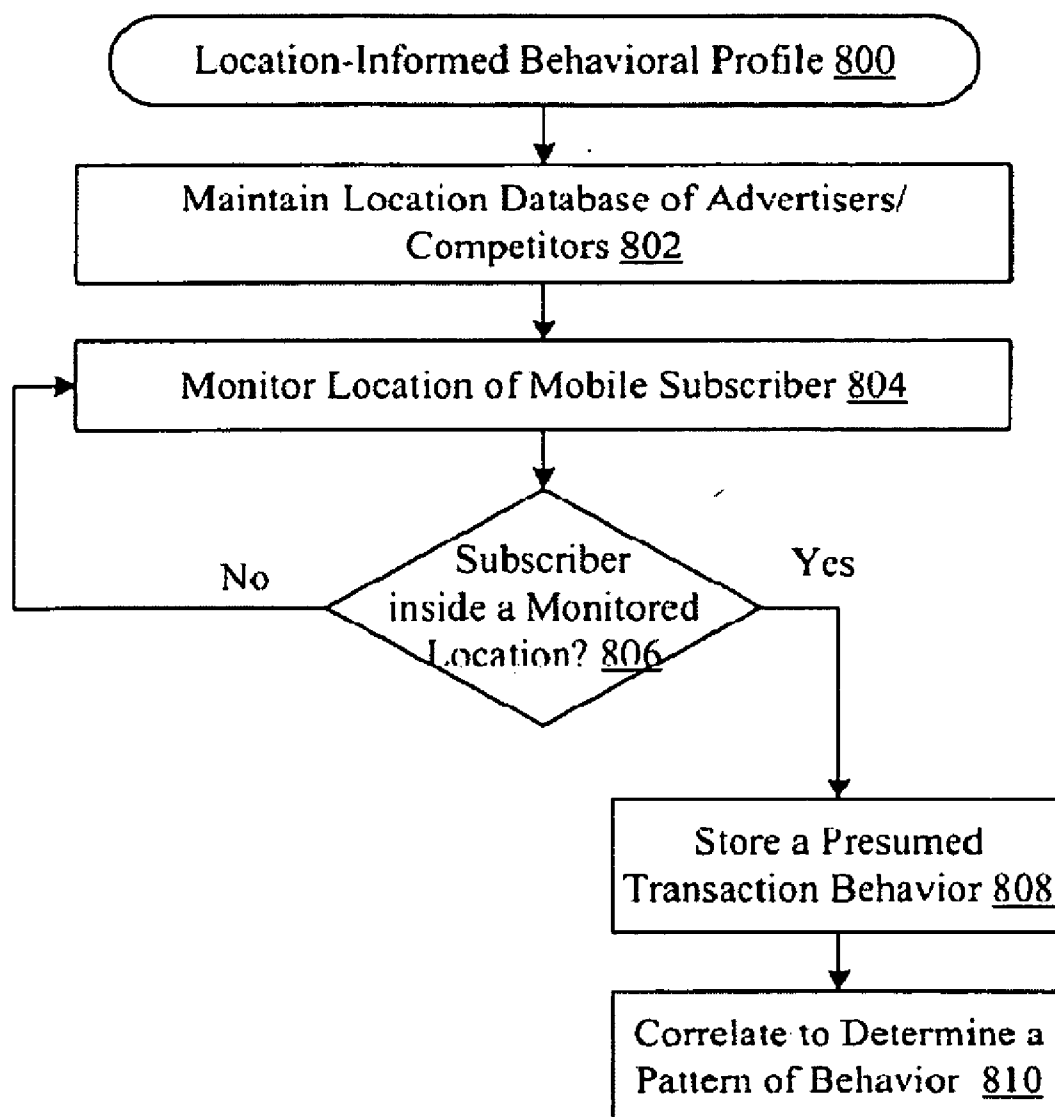 Location-Informed Behavioral Profile 800
Maintain Location Database of Advertisers/
Competitors 802
Monitor Location of Mobile Subscriber 804
Subscriber
inside a Monitored
Location? 806
No
Yes
Store a Presumed
Transaction Behavior 808
Correlate to Determine a
Pattern of Behavior 810